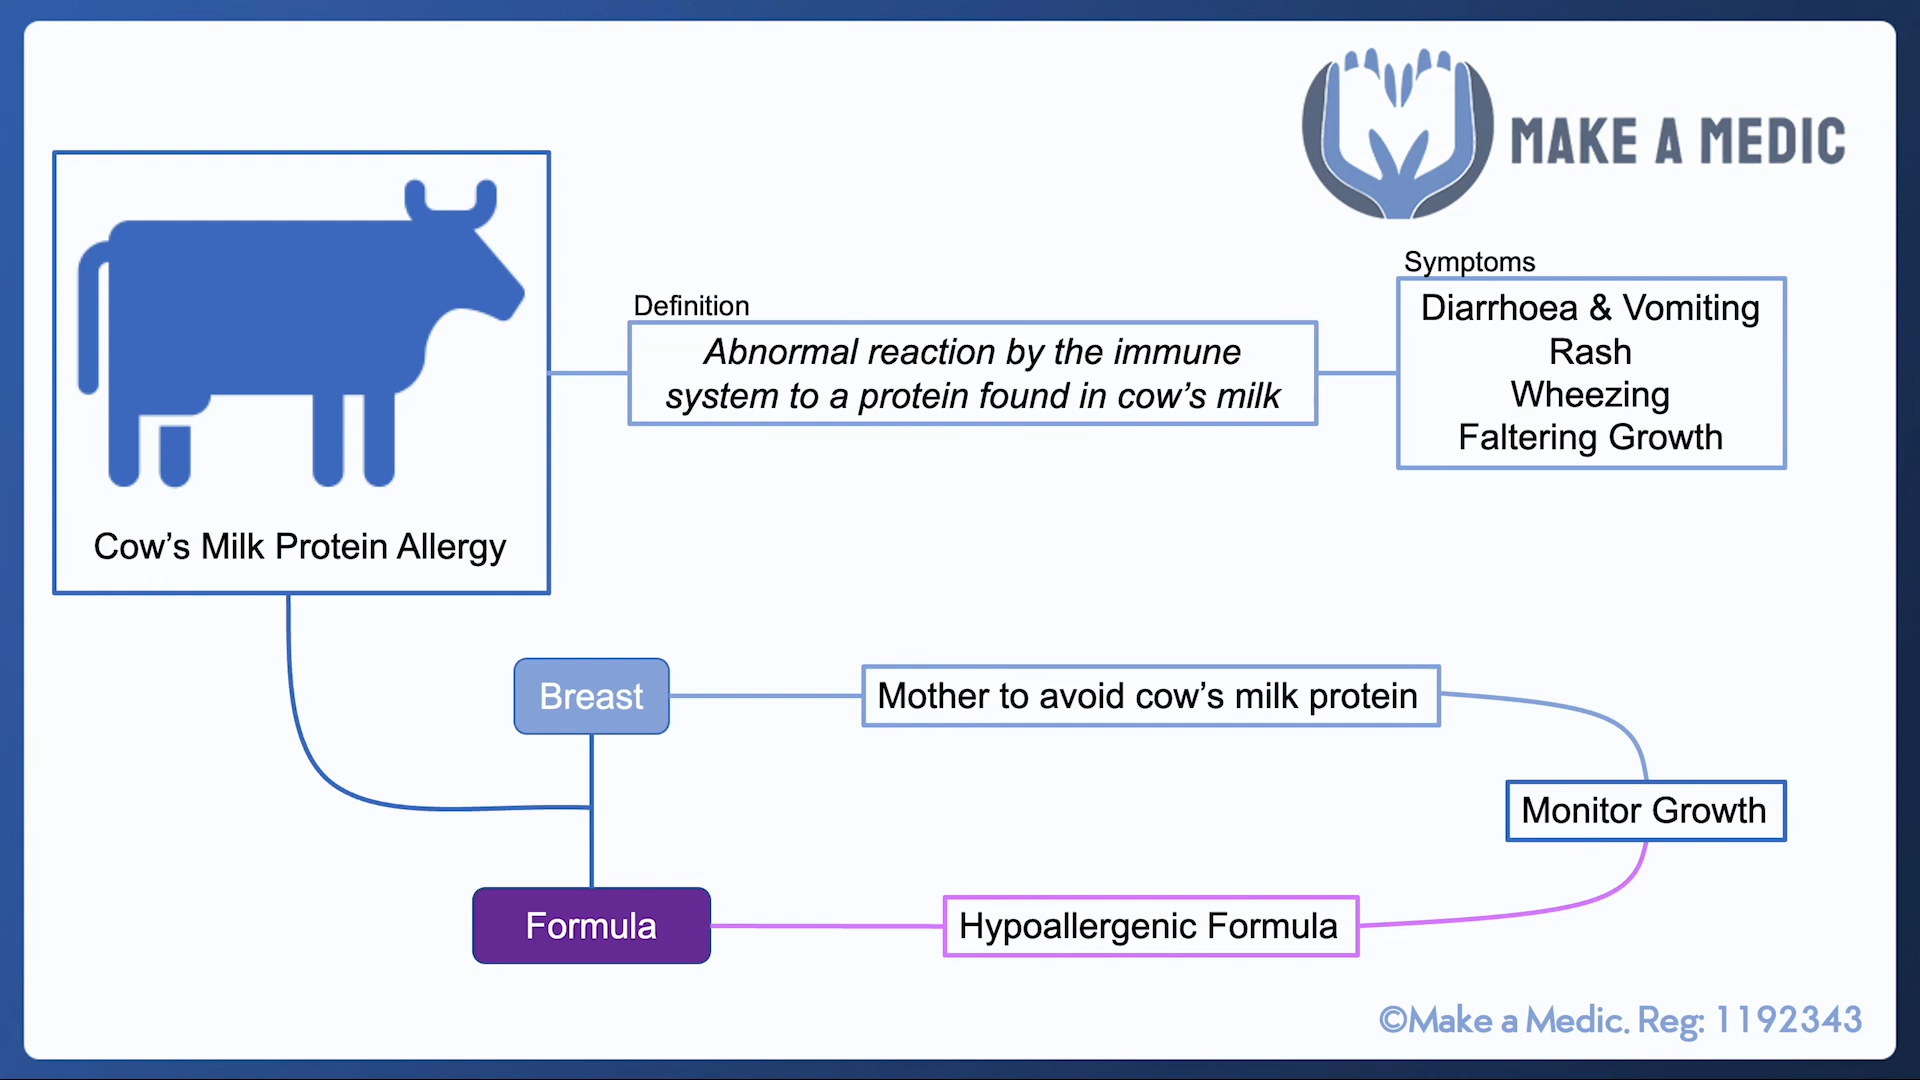 MAKE A MEDIC
Cow’s Milk Protein Allergy
Definition
Abnormal reaction by the immune
system to a protein found in cow’s milk
Symptoms
Diarrhoea & Vomiting
Rash
Wheezing
Faltering Growth
Breast
Mother to avoid cow’s milk protein
Monitor Growth
Formula
Hypoallergenic Formula
©Make a Medic. Reg: 1192343